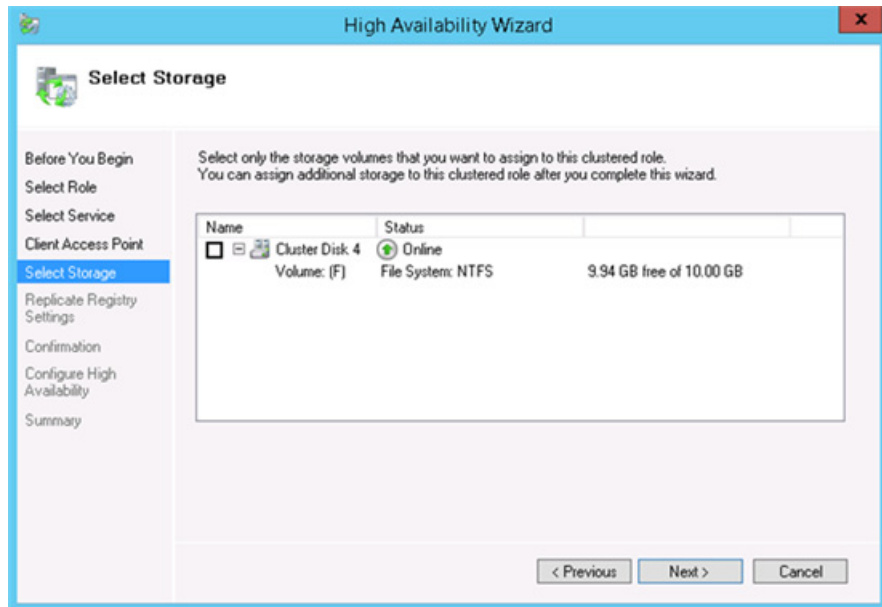 High Availability Wizard
x
Select Storage
Before You Begin
Select Role
Select Service
Client Access Point
Select Storage
Replicate Registry
Settings
Confirmation
Configure High
Availability
Summary
Select only the storage volumes that you want to assign to this clustered role.
You can assign additional storage to this clustered role after you complete this wizard.
Name Status
Cluster Disk 4 Online
Volume: (F) File System: NTFS 9.94 GB free of 10.00 GB
< Previous Next > Cancel